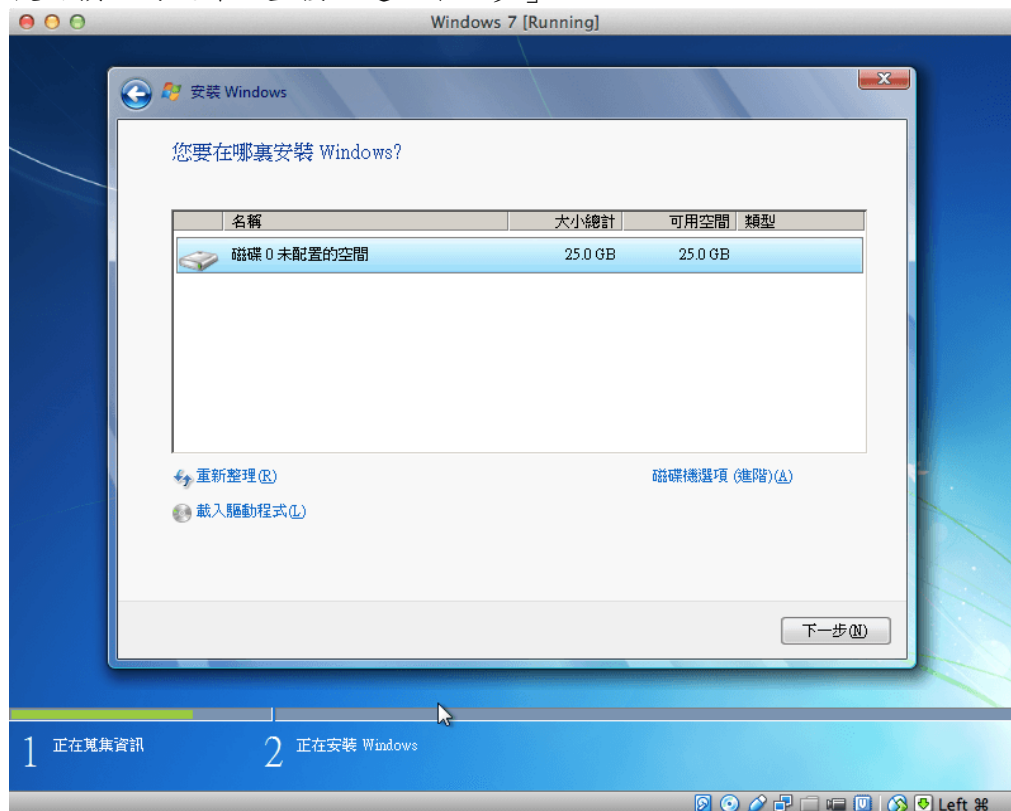 Windows 7 [Running]
安裝 Windows
您要在哪裏安裝 Windows?
名稱 大小總計 可用空間 類型
磁碟 0 未配置的空間 25.0 GB 25.0 GB
重新整理(R) 磁碟機選項 (進階)(A)
載入驅動程式(L)
下一步(N)
1 正在蒐集資訊 2 正在安裝 Windows
Left ⌘